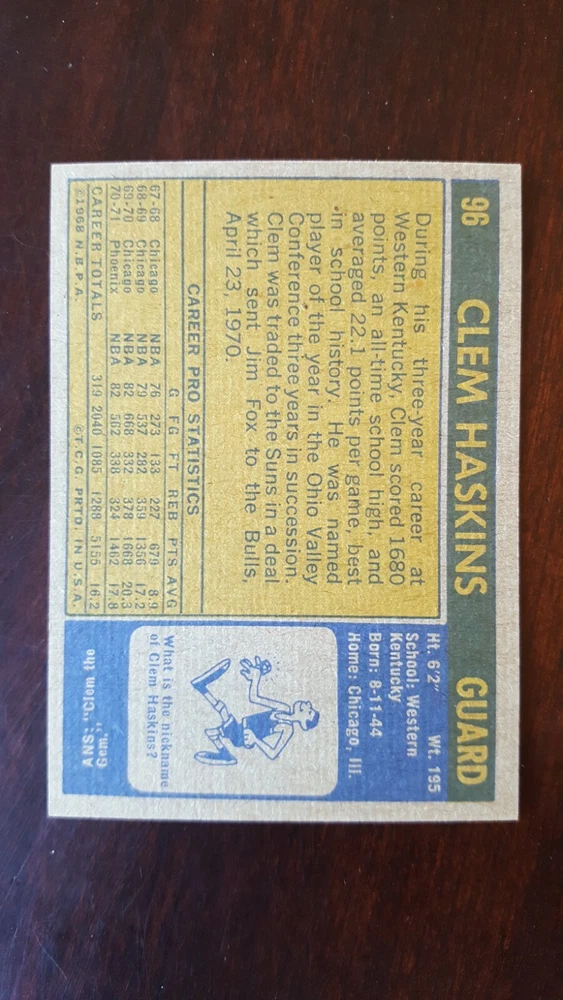 96 CLEM HASKINS GUARD
During his three-year career at
Western Kentucky, Clem scored 1680
points, an all-time school high, and
averaged 22.1 points per game, best
in school history. He was named
player of the year in the Ohio Valley
Conference three years in succession.
Clem was traded to the Suns in a deal
which sent Jim Fox to the Bulls,
April 23, 1970.
CAREER PRO STATISTICS
G FG FT REB PTS AVG
67-68 Chicago NBA 76 273 133 227 679 8.9
68-69 Chicago NBA 79 537 282 359 1356 17.2
69-70 Chicago NBA 82 668 332 378 1668 20.3
70-71 Phoenix NBA 82 562 338 324 1462 17.8
CAREER TOTALS 319 2040 1085 1288 5155 16.2
©1968 N.B.P.A. ©T.C.G. PRTD. IN U.S.A.
Ht. 6'2" Wt. 195
School: Western
Kentucky
Born: 8-11-44
Home: Chicago, Ill.
What is the nickname
of Clem Haskins?
ANS: "Clem the
Gem".